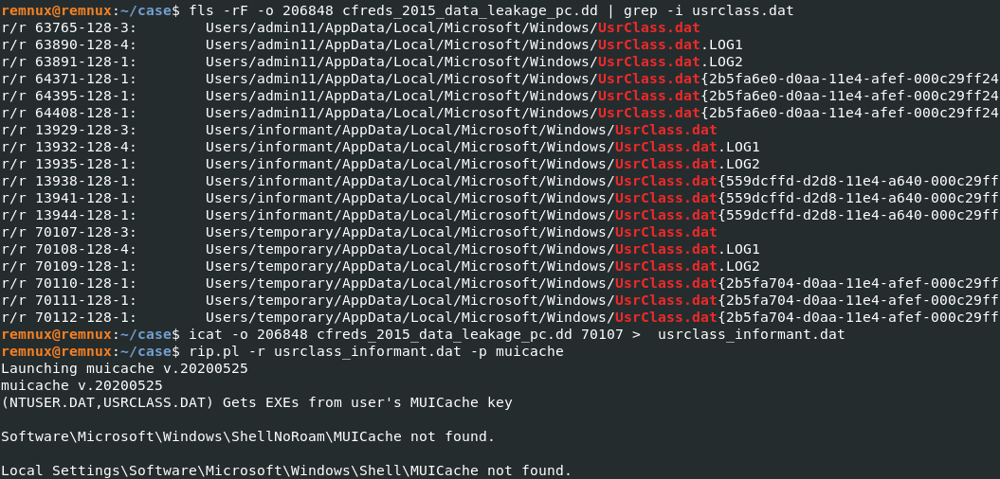 remnux@remnux:~/case$ fls -rF -o 206848 cfreds_2015_data_leakage_pc.dd | grep -i usrclass.dat
r/r 63765-128-3:        Users/admin11/AppData/Local/Microsoft/Windows/UsrClass.dat
r/r 63890-128-4:        Users/admin11/AppData/Local/Microsoft/Windows/UsrClass.dat.LOG1
r/r 63891-128-1:        Users/admin11/AppData/Local/Microsoft/Windows/UsrClass.dat.LOG2
r/r 64371-128-1:        Users/admin11/AppData/Local/Microsoft/Windows/UsrClass.dat{2b5fa6e0-d0aa-11e4-afef-000c29ff24
r/r 64395-128-1:        Users/admin11/AppData/Local/Microsoft/Windows/UsrClass.dat{2b5fa6e0-d0aa-11e4-afef-000c29ff24
r/r 64408-128-1:        Users/admin11/AppData/Local/Microsoft/Windows/UsrClass.dat{2b5fa6e0-d0aa-11e4-afef-000c29ff24
r/r 13929-128-3:        Users/informant/AppData/Local/Microsoft/Windows/UsrClass.dat
r/r 13932-128-4:        Users/informant/AppData/Local/Microsoft/Windows/UsrClass.dat.LOG1
r/r 13935-128-1:        Users/informant/AppData/Local/Microsoft/Windows/UsrClass.dat.LOG2
r/r 13938-128-1:        Users/informant/AppData/Local/Microsoft/Windows/UsrClass.dat{559dcffd-d2d8-11e4-a640-000c29ff
r/r 13941-128-1:        Users/informant/AppData/Local/Microsoft/Windows/UsrClass.dat{559dcffd-d2d8-11e4-a640-000c29ff
r/r 13944-128-1:        Users/informant/AppData/Local/Microsoft/Windows/UsrClass.dat{559dcffd-d2d8-11e4-a640-000c29ff
r/r 70107-128-3:        Users/temporary/AppData/Local/Microsoft/Windows/UsrClass.dat
r/r 70108-128-4:        Users/temporary/AppData/Local/Microsoft/Windows/UsrClass.dat.LOG1
r/r 70109-128-1:        Users/temporary/AppData/Local/Microsoft/Windows/UsrClass.dat.LOG2
r/r 70110-128-1:        Users/temporary/AppData/Local/Microsoft/Windows/UsrClass.dat{2b5fa704-d0aa-11e4-afef-000c29ff
r/r 70111-128-1:        Users/temporary/AppData/Local/Microsoft/Windows/UsrClass.dat{2b5fa704-d0aa-11e4-afef-000c29ff
r/r 70112-128-1:        Users/temporary/AppData/Local/Microsoft/Windows/UsrClass.dat{2b5fa704-d0aa-11e4-afef-000c29ff
remnux@remnux:~/case$ icat -o 206848 cfreds_2015_data_leakage_pc.dd 70107 >  usrclass_informant.dat
remnux@remnux:~/case$ rip.pl -r usrclass_informant.dat -p muicache
Launching muicache v.20200525
muicache v.20200525
(NTUSER.DAT,USRCLASS.DAT) Gets EXEs from user's MUICache key

Software\Microsoft\Windows\ShellNoRoam\MUICache not found.

Local Settings\Software\Microsoft\Windows\Shell\MUICache not found.